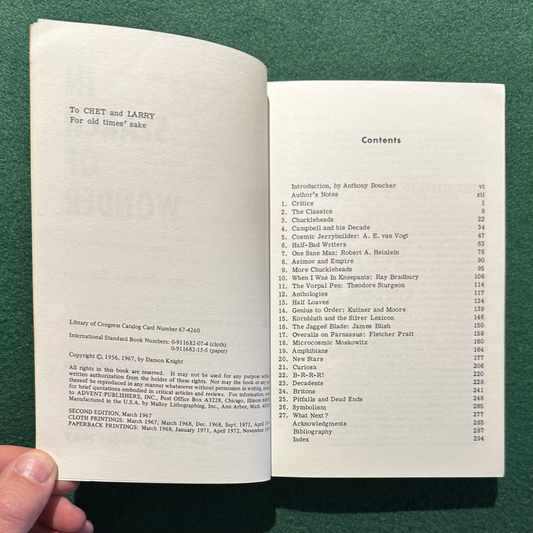 To CHET and LARRY
For old times' sake
Library of Congress Catalog Card Number 67-4260
International Standard Book Numbers: 0-911682-07-4 (cloth)
0-911682-15-5 (paper)
Copyright ©, 1956, 1967, by Damon Knight
All rights in this book are reserved. It may not be used for any purpose without
written authorization from the holder of these rights. Nor may the book or any
thereof be reproduced in any manner whatsoever without permission in writing, except
for brief quotations embodied in critical articles and reviews. For information,
to ADVENT:PUBLISHERS, INC., Post Office Box A3228, Chicago, Illinois
Manufactured in the U.S.A. by Malloy Lithographing, Inc., Ann Arbor, Mich.
SECOND EDITION, March 1967
CLOTH PRINTINGS: March 1967, March 1968, Dec. 1968, Sept. 1971, April
PAPERBACK PRINTINGS: March 1968, January 1971, April 1972, November
Contents
Introduction, by Anthony Boucher vi
Author's Notes xii
1. Critics 1
2. The Classics 9
3. Chuckleheads 22
4. Campbell and his Decade 34
5. Cosmic Jerrybuilder: A. E. van Vogt 47
6. Half-Bad Writers 63
7. One Sane Man: Robert A. Heinlein 76
8. Asimov and Empire 90
9. More Chuckleheads 95
10. When I Was In Kneepants: Ray Bradbury 108
11. The Vorpal Pen: Theodore Sturgeon 114
12. Anthologies 117
13. Half Loaves 134
14. Genius to Order: Kuttner and Moore 139
15. Kornbluth and the Silver Lexicon 146
16. The Jagged Blade: James Blish 150
17. Overalls on Parnassus: Fletcher Pratt 158
18. Microcosmic Moskowitz 160
19. Amphibians 164
20. New Stars 177
21. Curiosa 206
22. B-R-R-R! 220
23. Decadents 228
24. Britons 241
25. Pitfalls and Dead Ends 248
26. Symbolism 265
27. What Next? 277
Acknowledgments 285
Bibliography 287
Index 294